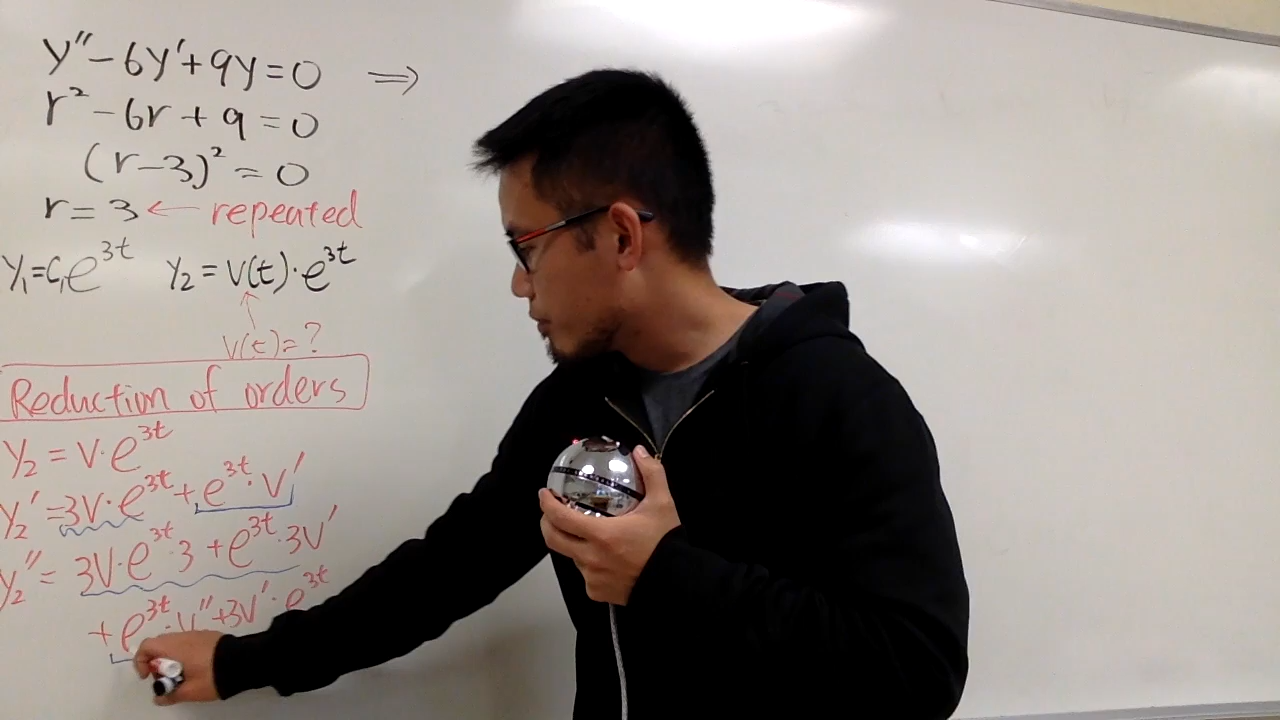 y''-6y'+9y=0 ⇒
r²-6r+9=0
(r-3)²=0
r=3 ← repeated
y₁=C₁e^{3t} y₂=v(t)·e^{3t}
v(t)=?
Reduction of orders
y₂=v·e^{3t}
y₂'=3v·e^{3t}+e^{3t}·v'
y₂''=3v·e^{3t}·3+e^{3t}·3v'
+e^{3t}·v''+3v'·e^{3t}